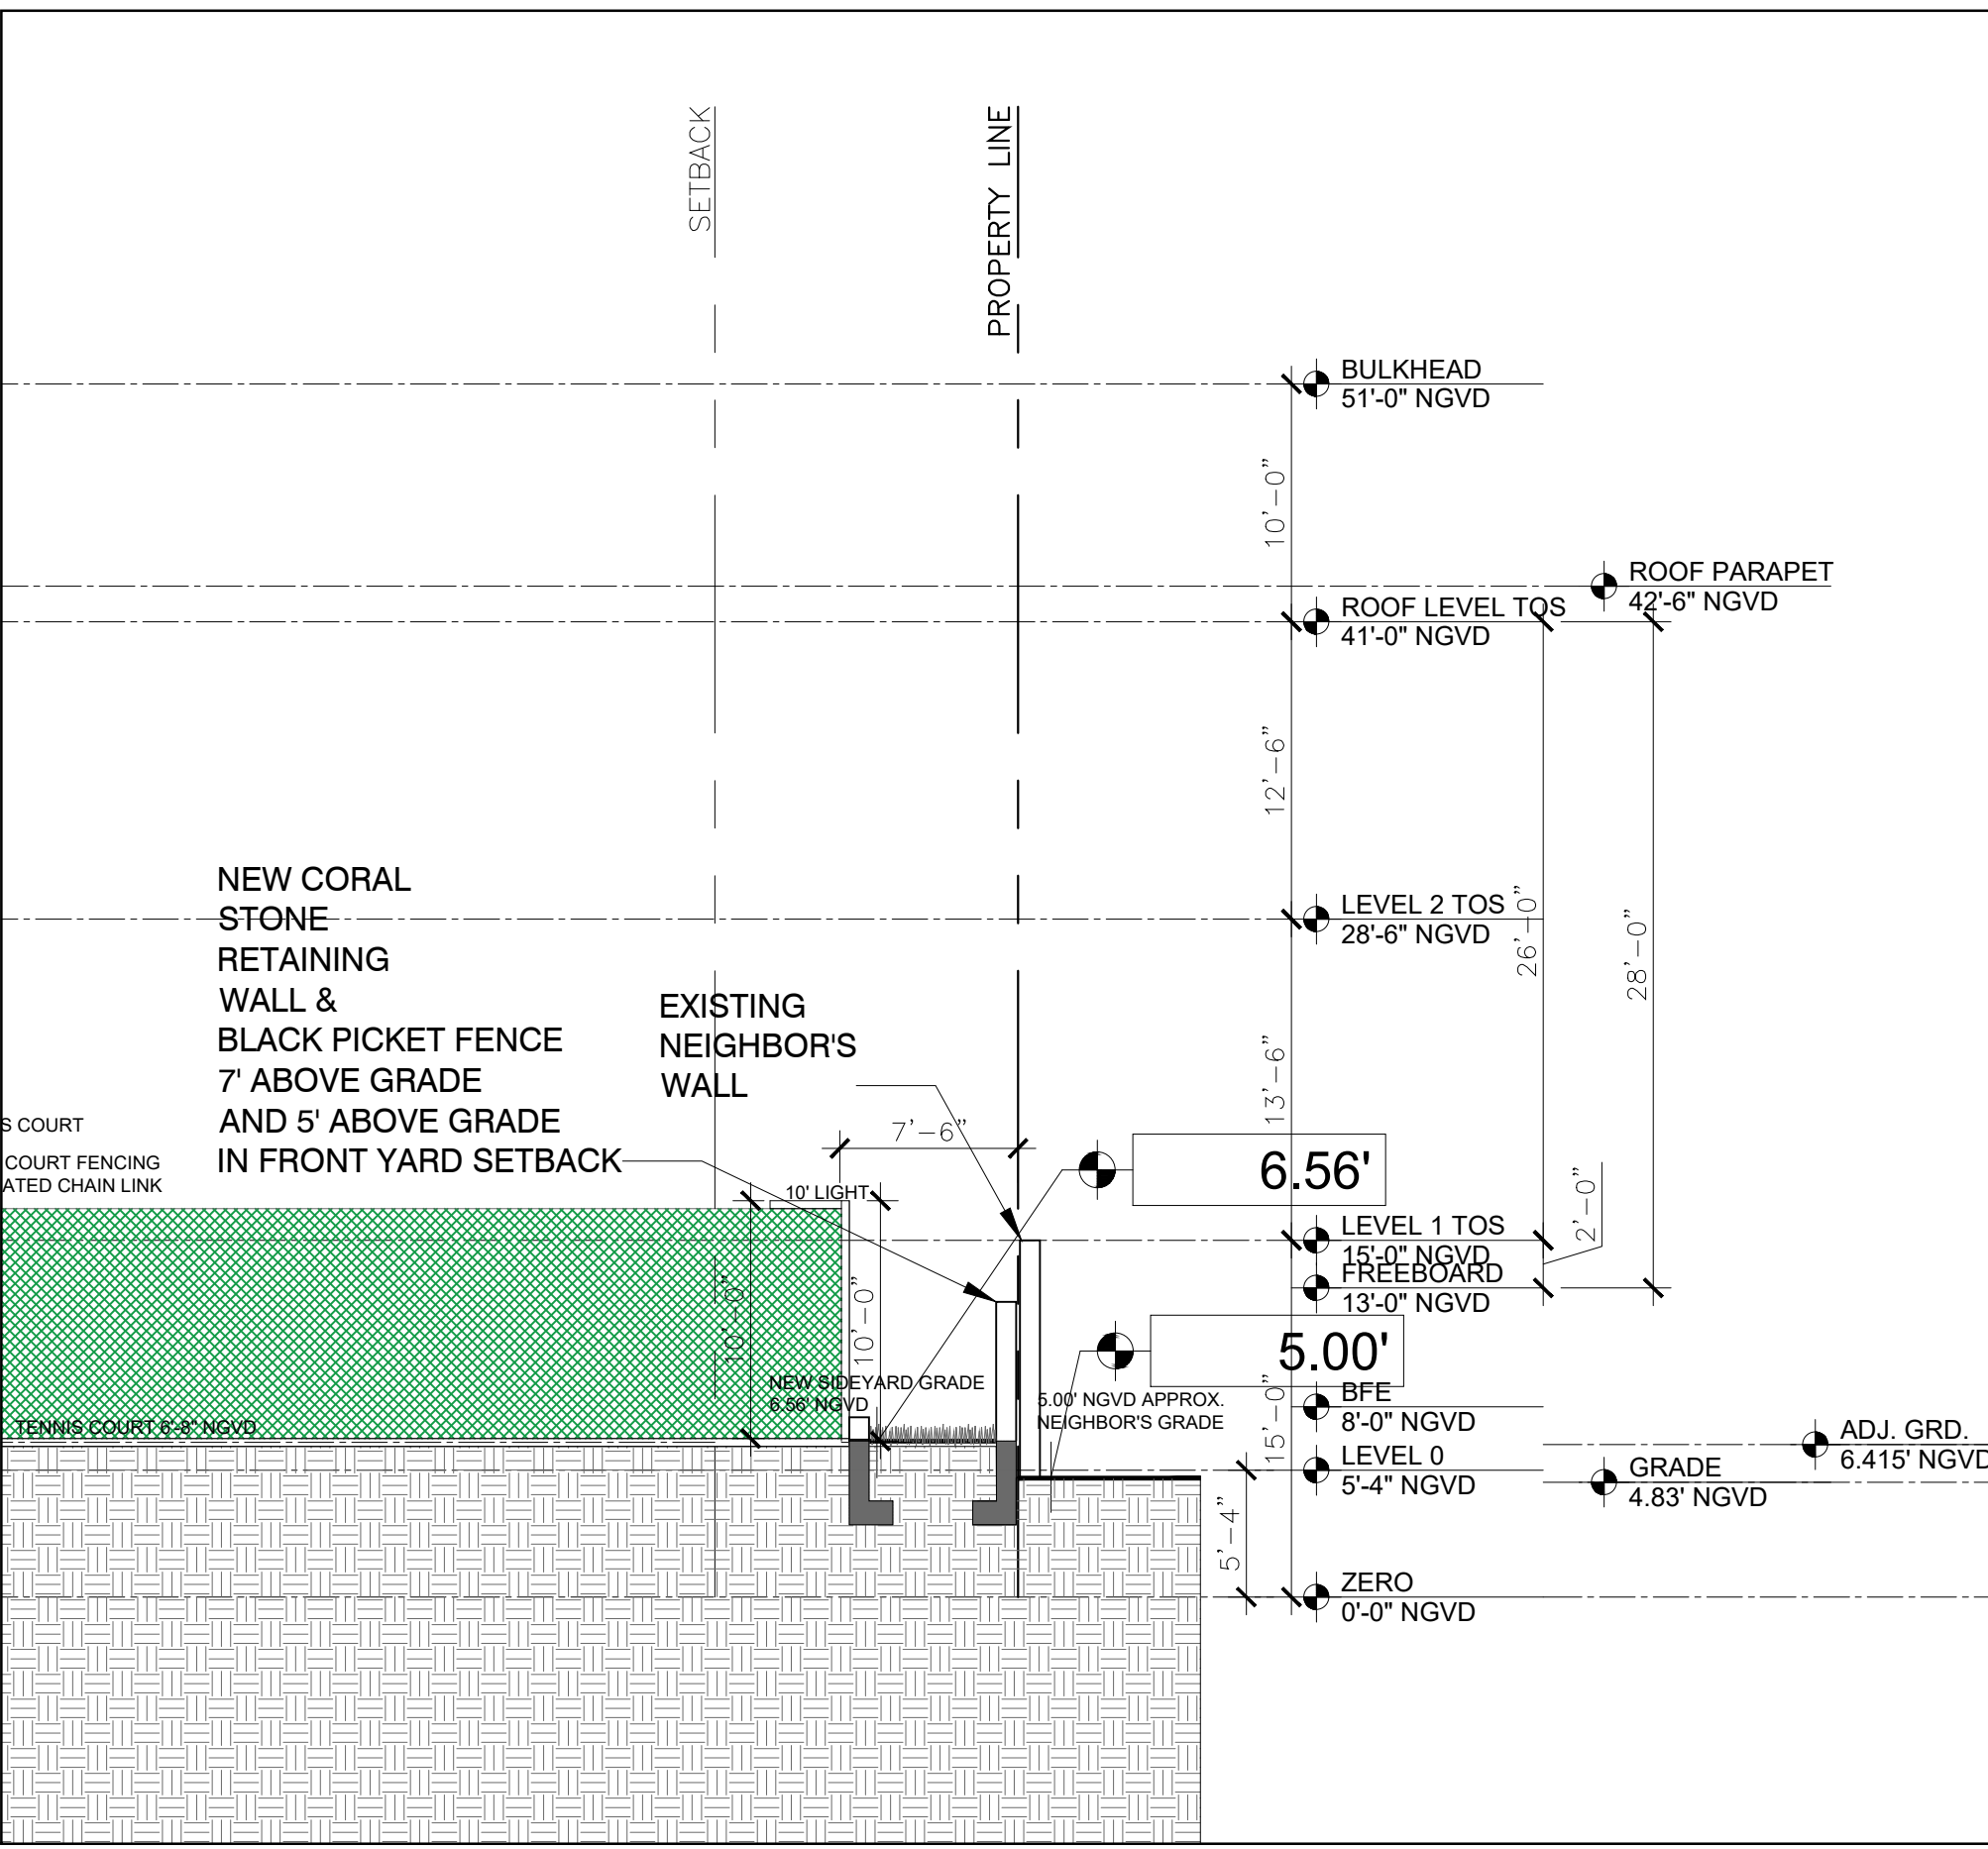 SETBACK
PROPERTY LINE
BULKHEAD
51'-0" NGVD
10'-0"
ROOF PARAPET
42'-6" NGVD
ROOF LEVEL TOS
41'-0" NGVD
12'-6"
NEW CORAL
STONE
RETAINING
WALL &
BLACK PICKET FENCE
7' ABOVE GRADE
AND 5' ABOVE GRADE
IN FRONT YARD SETBACK
LEVEL 2 TOS
28'-6" NGVD
26'-0"
28'-0"
EXISTING
NEIGHBOR'S
WALL
13'-6"
7'-6"
S COURT
COURT FENCING
ATED CHAIN LINK
10' LIGHT
6.56'
2'-0"
LEVEL 1 TOS
15'-0" NGVD
FREEBOARD
13'-0" NGVD
10'-0"
10'-0"
5.00'
NEW SIDEYARD GRADE
6.56' NGVD
5.00' NGVD APPROX.
NEIGHBOR'S GRADE
15'-0"
BFE
8'-0" NGVD
TENNIS COURT 6'-8" NGVD
ADJ. GRD.
6.415' NGVD
LEVEL 0
5'-4" NGVD
GRADE
4.83' NGVD
5'-4"
ZERO
0'-0" NGVD